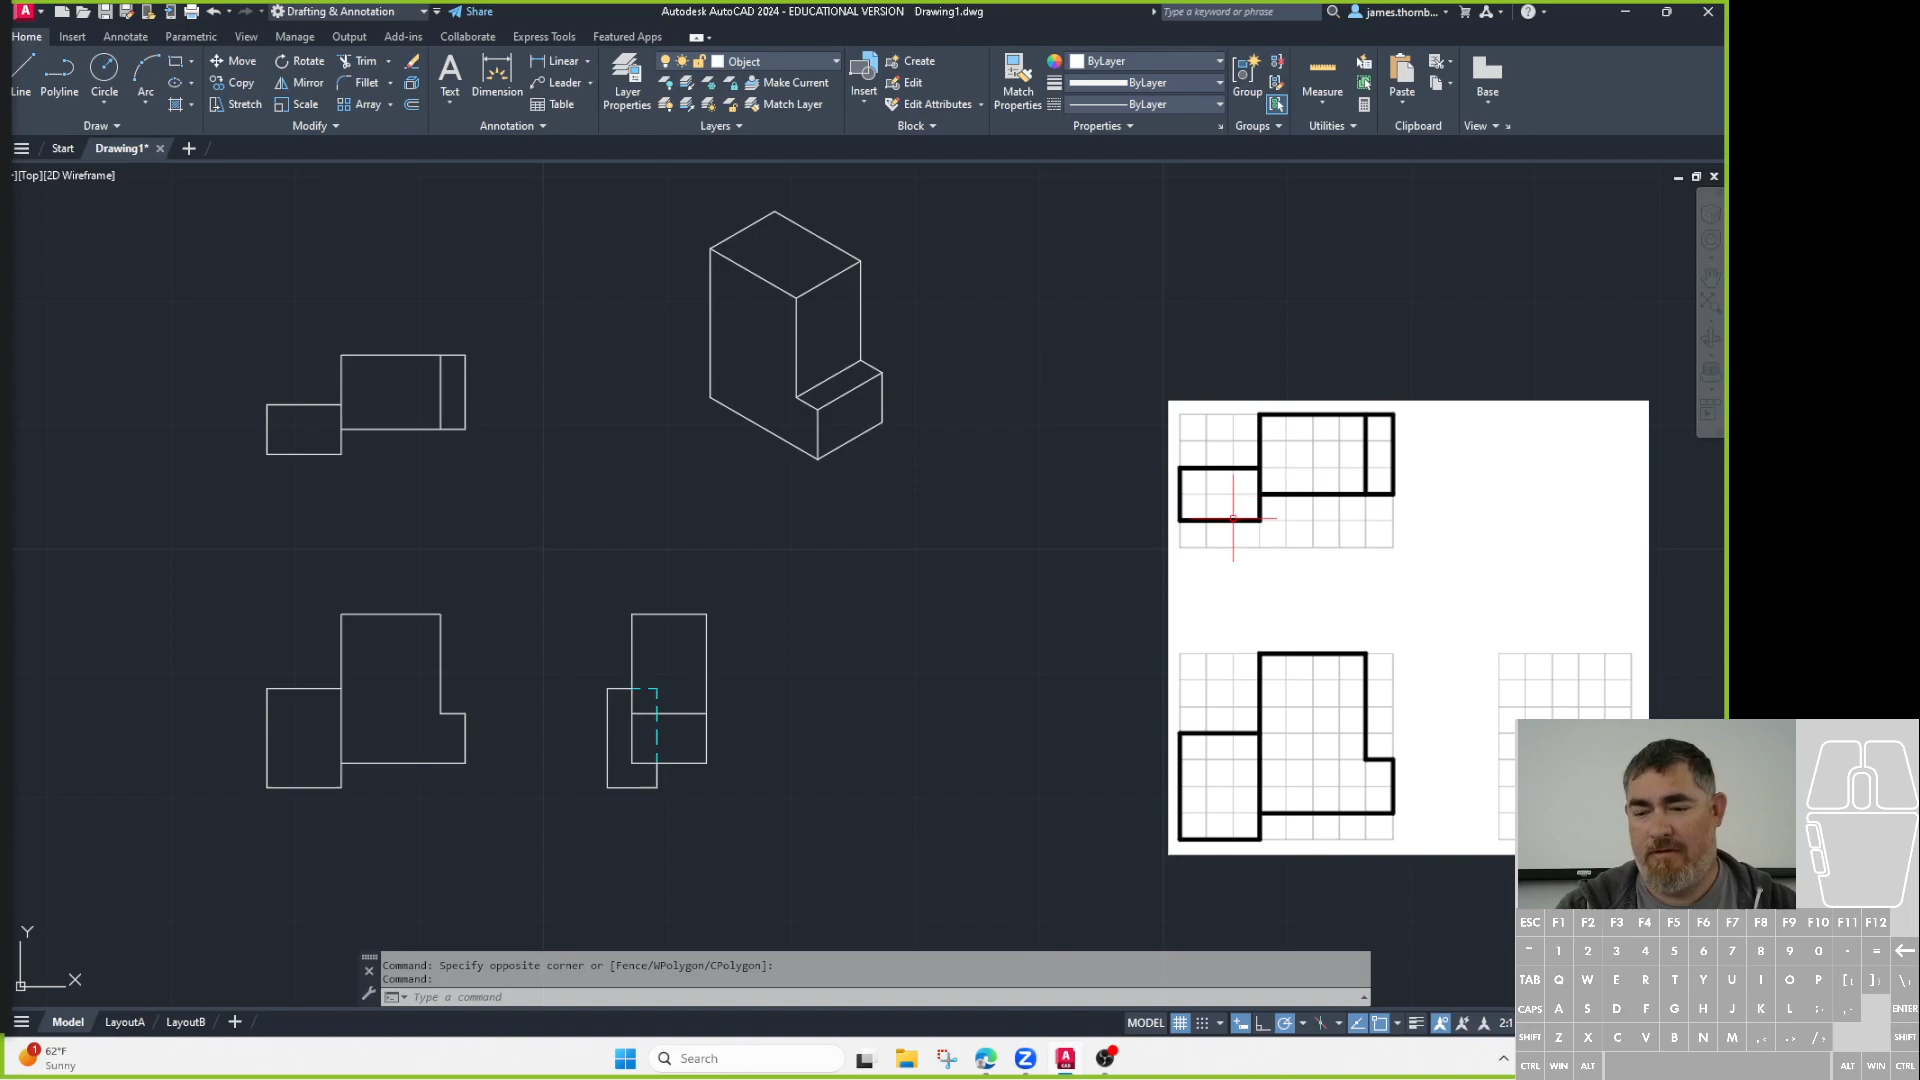 A Drafting & Annotation Share Autodesk AutoCAD 2024 - EDUCATIONAL VERSION Drawing1.dwg Type a keyword or phrase james.thornb...
Home Insert Annotate Parametric View Manage Output Add-ins Collaborate Express Tools Featured Apps
Line Polyline Circle Arc
Draw
Move Rotate Trim
Copy Mirror Fillet
Stretch Scale Array
Modify
Text Dimension
Linear
Leader
Table
Annotation
Layer
Properties
Object
Make Current
Match Layer
Layers
Insert
Create
Edit
Edit Attributes
Block
Match
Properties
ByLayer
ByLayer
ByLayer
Properties
Group
Groups
Measure
Utilities
Paste
Clipboard
Base
View
Start Drawing1*
-][Top][2D Wireframe]
Y
X
Command: Specify opposite corner or [Fence/WPolygon/CPolygon]:
Command:
Type a command
Model LayoutA LayoutB
MODEL 2:1
1 62°F
Sunny
Search
ESC F1 F2 F3 F4 F5 F6 F7 F8 F9 F10 F11 F12
1 2 3 4 5 6 7 8 9 0 - =
TAB Q W E R T Y U I O P [ ] \
CAPS A S D F G H J K L ENTER
SHIFT Z X C V B N M SHIFT
CTRL WIN ALT ALT WIN CTRL